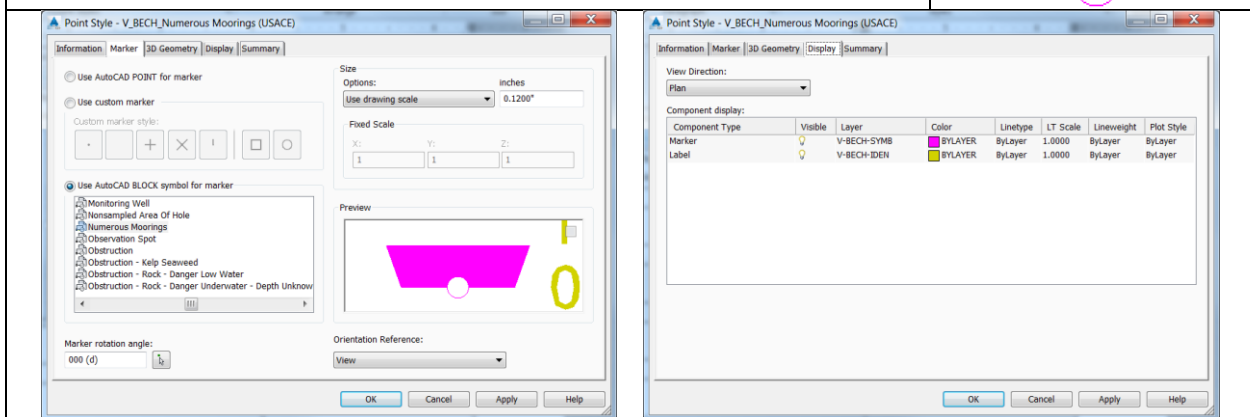 Point Style - V_BECH_Numerous Moorings (USACE)
Information Marker 3D Geometry Display Summary
Use AutoCAD POINT for marker
Use custom marker
Custom marker style:
Use AutoCAD BLOCK symbol for marker
Monitoring Well
Nonsampled Area Of Hole
Numerous Moorings
Observation Spot
Obstruction
Obstruction - Kelp Seaweed
Obstruction - Rock - Danger Low Water
Obstruction - Rock - Danger Underwater - Depth Unknow
Marker rotation angle:
000 (d)
Size
Options: inches
Use drawing scale 0.1200"
Fixed Scale
X: Y: Z:
1 1 1
Preview
Orientation Reference:
View
OK Cancel Apply Help
Point Style - V_BECH_Numerous Moorings (USACE)
Information Marker 3D Geometry Display Summary
View Direction:
Plan
Component display:
Component Type Visible Layer Color Linetype LT Scale Lineweight Plot Style
Marker V-BECH-SYMB BYLAYER ByLayer 1.0000 ByLayer ByLayer
Label V-BECH-IDEN BYLAYER ByLayer 1.0000 ByLayer ByLayer
OK Cancel Apply Help